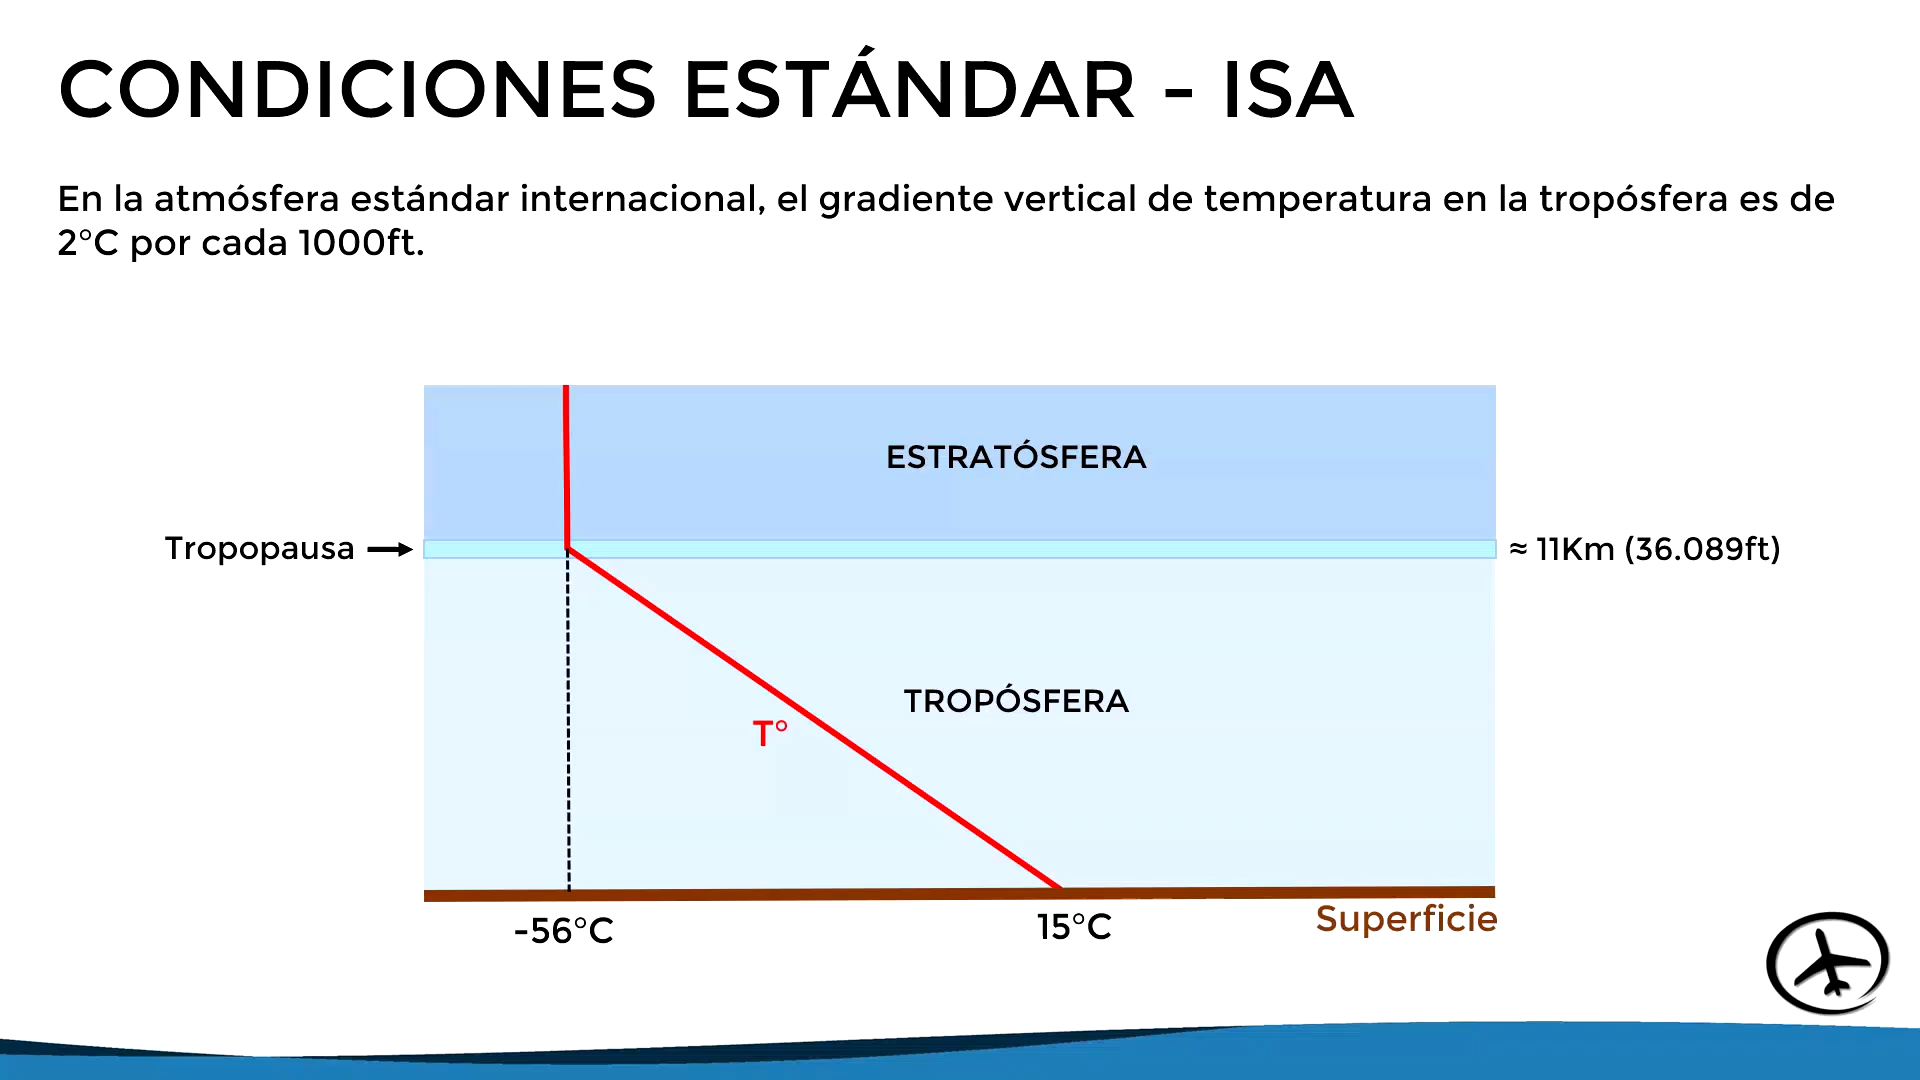 CONDICIONES ESTÁNDAR - ISA
En la atmósfera estándar internacional, el gradiente vertical de temperatura en la tropósfera es de
2°C por cada 1000ft.
ESTRATÓSFERA
Tropopausa
≈ 11Km (36.089ft)
TROPÓSFERA
T°
-56°C
15°C
Superficie